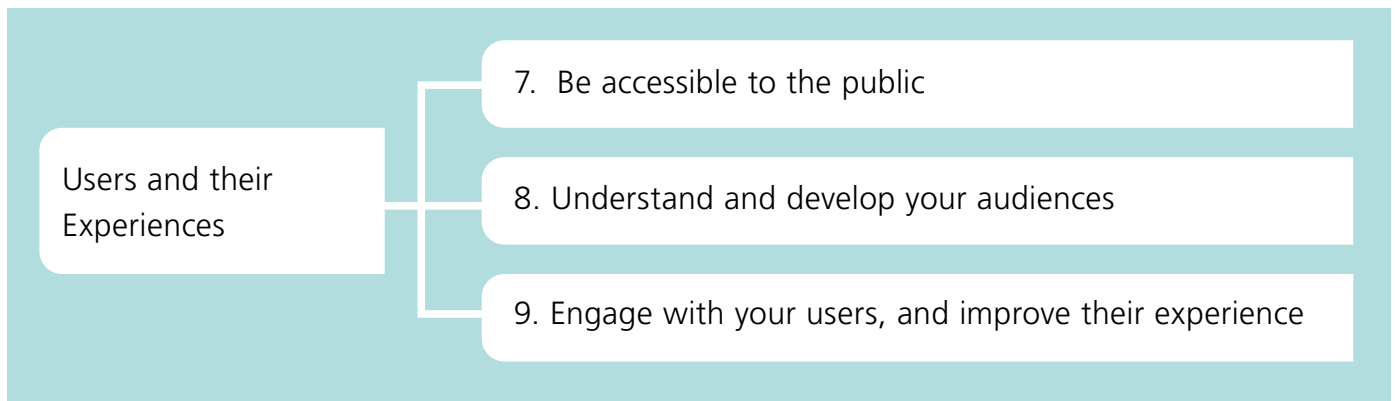 Users and their
Experiences
7. Be accessible to the public
8. Understand and develop your audiences
9. Engage with your users, and improve their experience